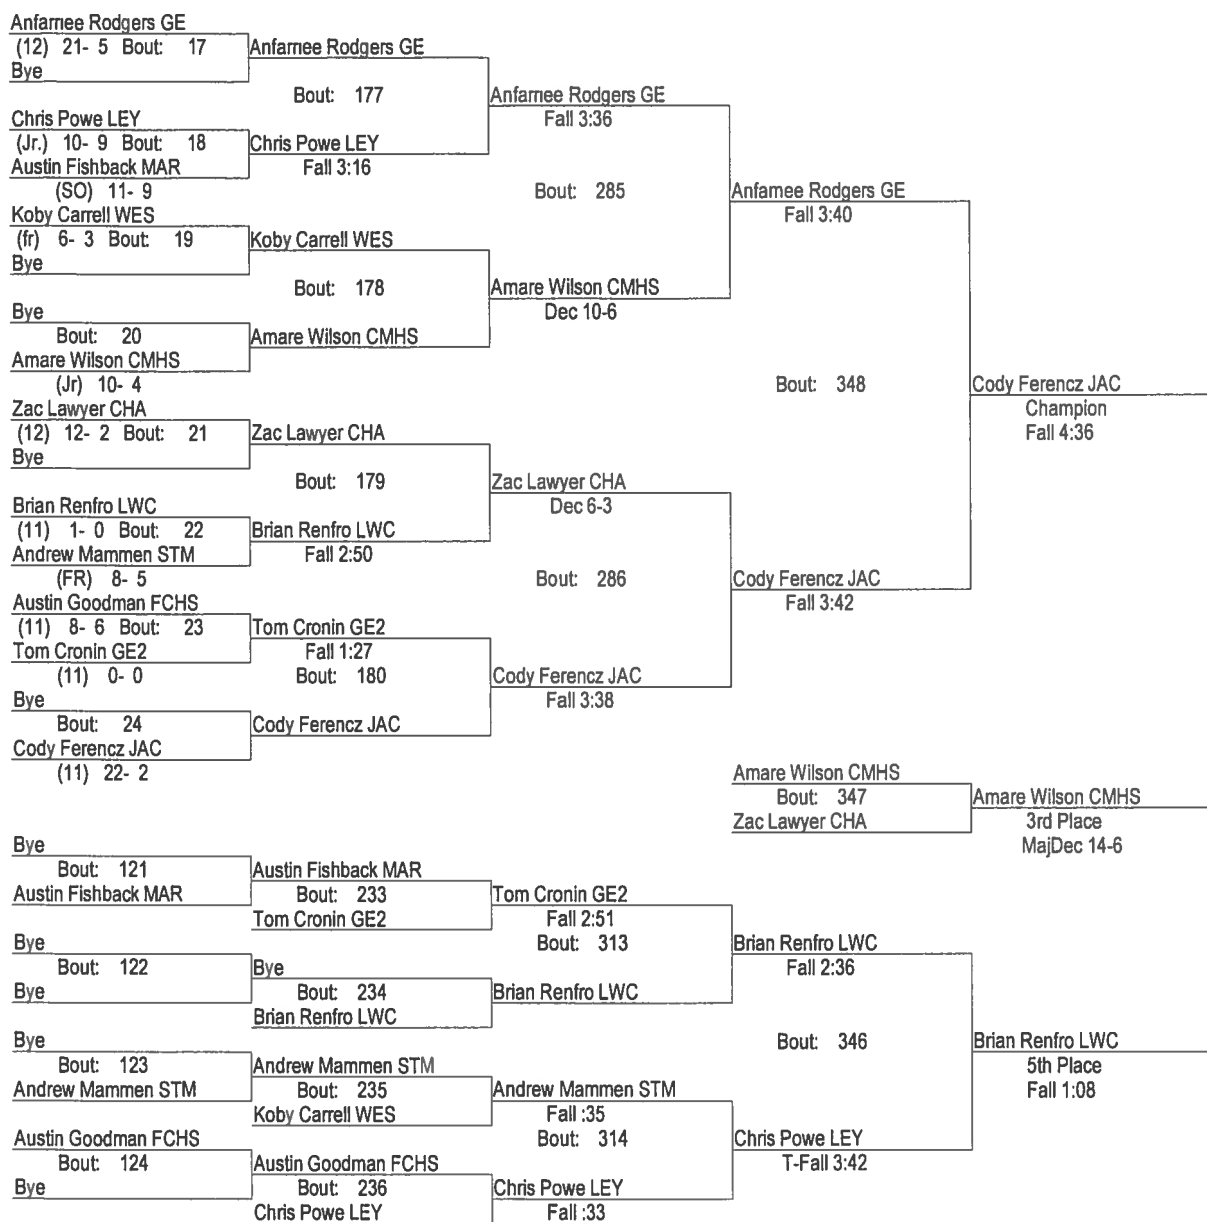 Anfarnee Rodgers GE
(12) 21- 5 Bout: 17
Bye
Anfarnee Rodgers GE
Bout: 177
Chris Powe LEY
(Jr.) 10- 9 Bout: 18
Austin Fishback MAR
(SO) 11- 9
Chris Powe LEY
Fall 3:16
Anfarnee Rodgers GE
Fall 3:36
Bout: 285
Koby Carrell WES
(fr) 6- 3 Bout: 19
Bye
Koby Carrell WES
Bout: 178
Bye
Bout: 20
Amare Wilson CMHS
(Jr) 10- 4
Amare Wilson CMHS
Amare Wilson CMHS
Dec 10-6
Anfarnee Rodgers GE
Fall 3:40
Bout: 348
Cody Ferencz JAC
Champion
Fall 4:36
Zac Lawyer CHA
(12) 12- 2 Bout: 21
Bye
Zac Lawyer CHA
Bout: 179
Brian Renfro LWC
(11) 1- 0 Bout: 22
Andrew Mammen STM
(FR) 8- 5
Brian Renfro LWC
Fall 2:50
Zac Lawyer CHA
Dec 6-3
Bout: 286
Austin Goodman FCHS
(11) 8- 6 Bout: 23
Tom Cronin GE2
(11) 0- 0
Tom Cronin GE2
Fall 1:27
Bout: 180
Bye
Bout: 24
Cody Ferencz JAC
(11) 22- 2
Cody Ferencz JAC
Cody Ferencz JAC
Fall 3:38
Cody Ferencz JAC
Fall 3:42
Amare Wilson CMHS
Bout: 347
Zac Lawyer CHA
Amare Wilson CMHS
3rd Place
MajDec 14-6
Bye
Bout: 121
Austin Fishback MAR
Austin Fishback MAR
Bout: 233
Tom Cronin GE2
Tom Cronin GE2
Fall 2:51
Bout: 313
Bye
Bout: 122
Bye
Bye
Bout: 234
Brian Renfro LWC
Brian Renfro LWC
Brian Renfro LWC
Fall 2:36
Bout: 346
Brian Renfro LWC
5th Place
Fall 1:08
Bye
Bout: 123
Andrew Mammen STM
Andrew Mammen STM
Bout: 235
Koby Carrell WES
Andrew Mammen STM
Fall :35
Bout: 314
Austin Goodman FCHS
Bout: 124
Bye
Austin Goodman FCHS
Bout: 236
Chris Powe LEY
Chris Powe LEY
Fall :33
Chris Powe LEY
T-Fall 3:42